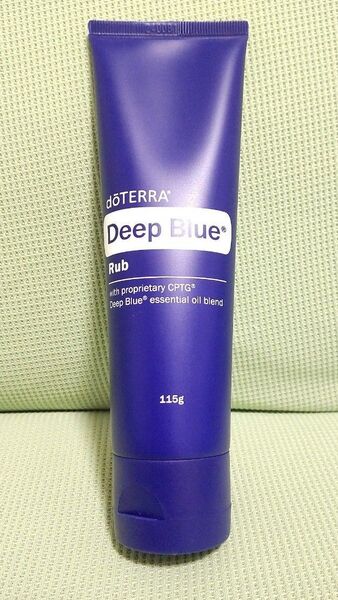 dōTERRA®
Deep Blue®
Rub
with proprietary CPTG®
Deep Blue® essential oil blend
115g